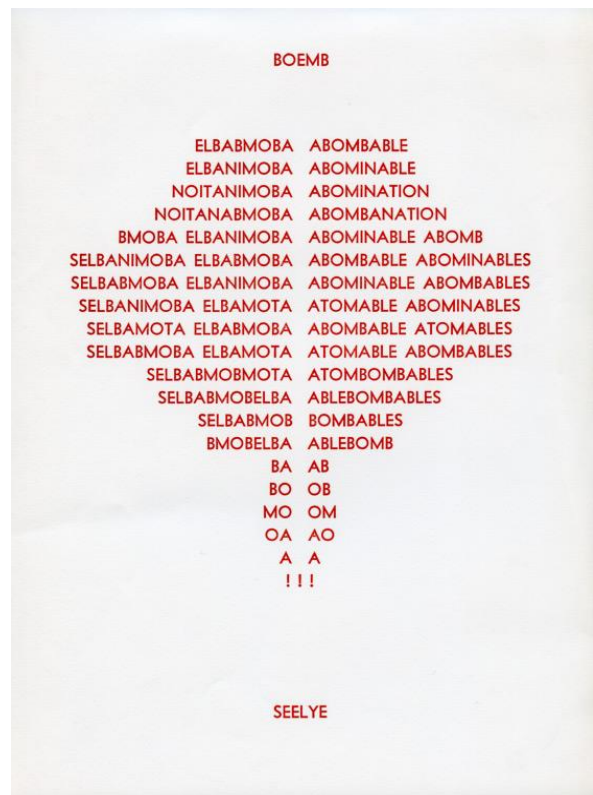 BOEMB
ELBABMOBA ABOMBABLE
ELBANIMOBA ABOMINABLE
NOITANIMOBA ABOMINATION
NOITANABMOBA ABOMBANATION
BMOBA ELBANIMOBA ABOMINABLE ABOMB
SELBANIMOBA ELBABMOBA ABOMBABLE ABOMINABLES
SELBABMOBA ELBANIMOBA ABOMINABLE ABOMBABLES
SELBANIMOBA ELBAMOTA ATOMABLE ABOMINABLES
SELBAMOTA ELBABMOBA ABOMBABLE ATOMABLES
SELBABMOBA ELBAMOTA ATOMABLE ABOMBABLES
SELBABMOBMOTA ATOMBOMBABLES
SELBABMOBELBA ABLEBOMBABLES
SELBABMOB BOMBABLES
BMOBELBA ABLEBOMB
BA AB
BO OB
MO OM
OA AO
A A
! ! !
SEELYE